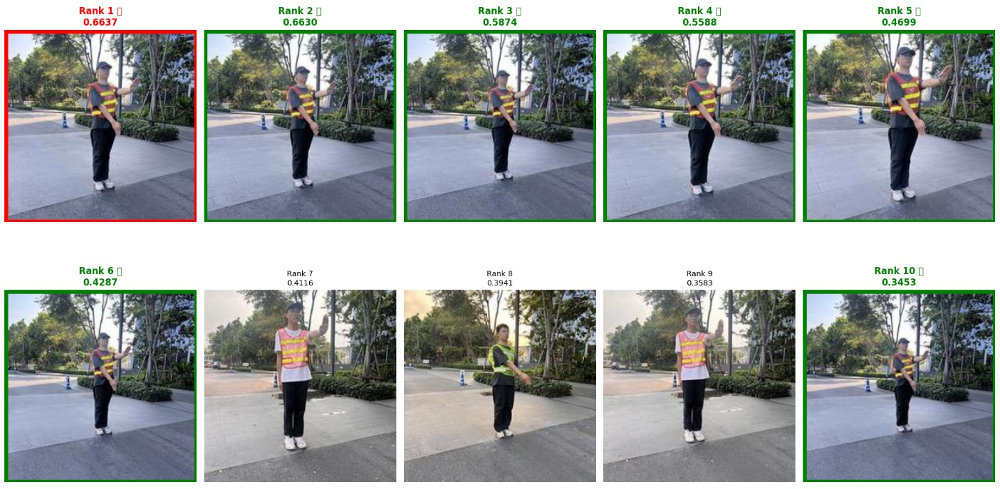 Rank 1
Rank 2
Rank 3
Rank 4
Rank 5
0.6637
0.6630
0.5874
0.5588
0.4699
Rank 6
Rank 7
Rank 8
Rank 9
Rank 10
0.4287
0.4116
0.3941
0.3583
0.3453